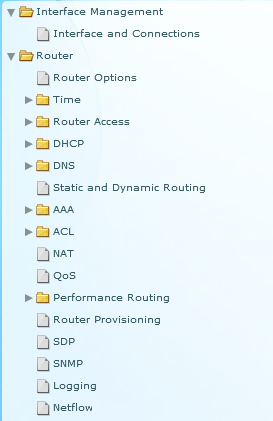 Interface Management
Interface and Connections
Router
Router Options
Time
Router Access
DHCP
DNS
Static and Dynamic Routing
AAA
ACL
NAT
QoS
Performance Routing
Router Provisioning
SDP
SNMP
Logging
Netflow